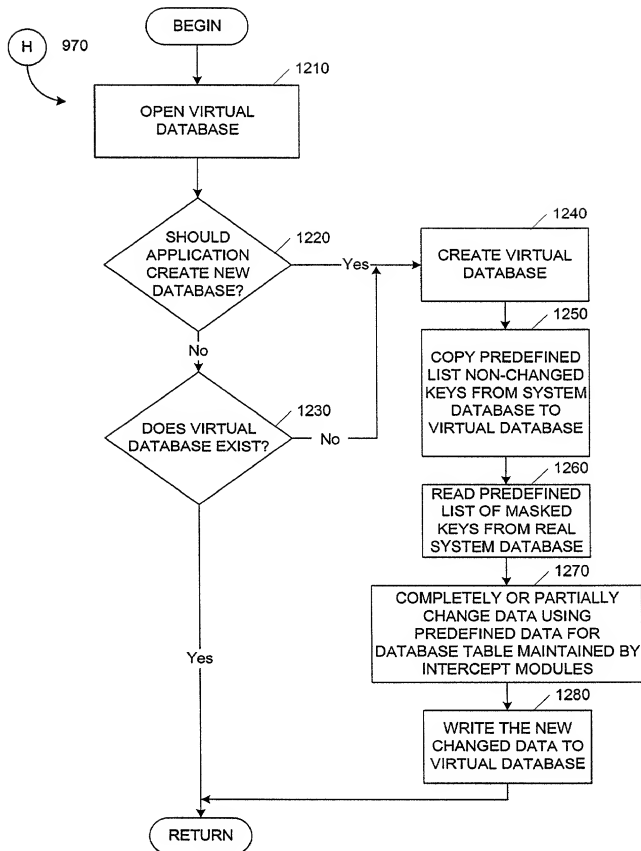 H
970
BEGIN
1210
OPEN VIRTUAL
DATABASE
1220
SHOULD
APPLICATION
CREATE NEW
DATABASE?
Yes
No
1230
DOES VIRTUAL
DATABASE EXIST?
No
Yes
1240
CREATE VIRTUAL
DATABASE
1250
COPY PREDEFINED
LIST NON-CHANGED
KEYS FROM SYSTEM
DATABASE TO
VIRTUAL DATABASE
1260
READ PREDEFINED
LIST OF MASKED
KEYS FROM REAL
SYSTEM DATABASE
1270
COMPLETELY OR PARTIALLY
CHANGE DATA USING
PREDEFINED DATA FOR
DATABASE TABLE MAINTAINED BY
INTERCEPT MODULES
1280
WRITE THE NEW
CHANGED DATA TO
VIRTUAL DATABASE
RETURN